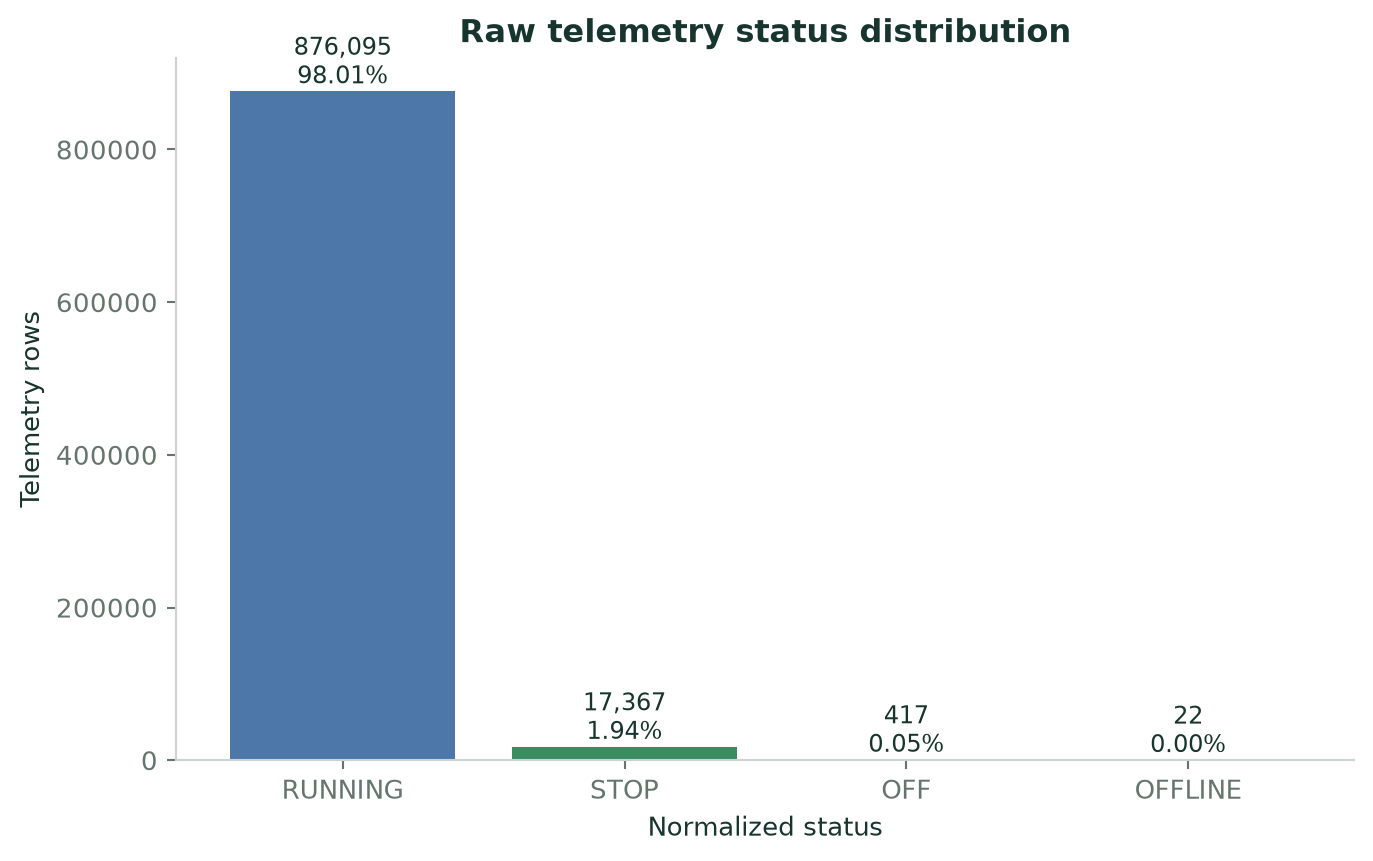 Raw telemetry status distribution
876,095
98.01%
800000
600000
400000
200000
0
Telemetry rows
17,367
1.94%
417
0.05%
22
0.00%
RUNNING
STOP
OFF
OFFLINE
Normalized status